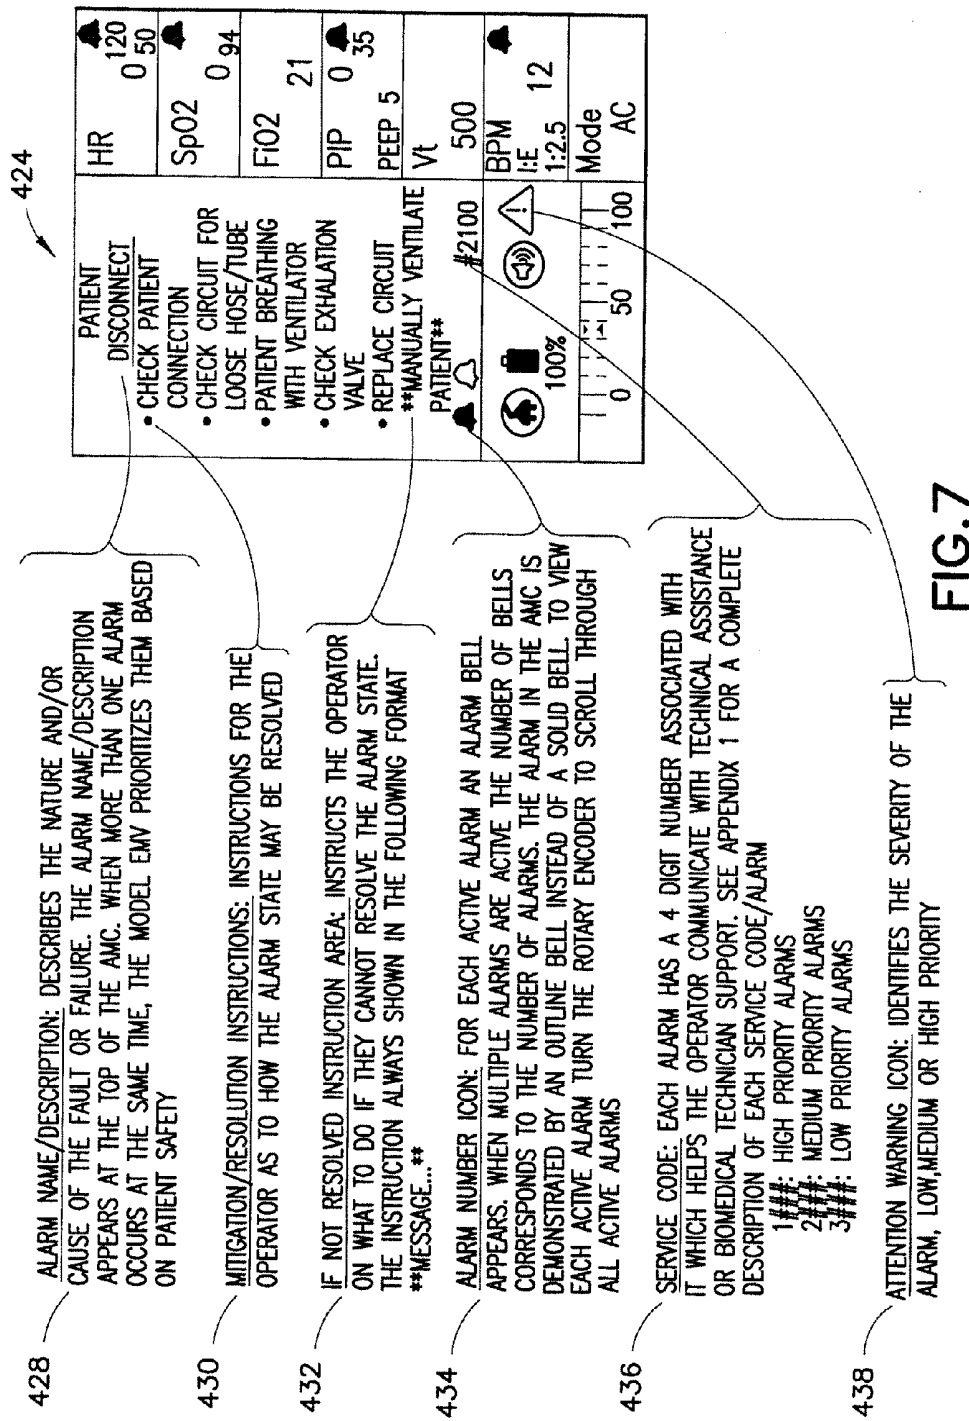 424
PATIENT
DISCONNECT
• CHECK PATIENT
CONNECTION
• CHECK CIRCUIT FOR
LOOSE HOSE/TUBE
• PATIENT BREATHING
WITH VENTILATOR
• CHECK EXHALATION
VALVE
• REPLACE CIRCUIT
**MANUALLY VENTILATE
PATIENT**
#2100
100%
0 50 100
HR
120
0 50
SpO2
0 94
FiO2
21
PIP 0
35
PEEP 5
Vt
500
BPM
I:E
1:2.5 12
Mode
AC
428
ALARM NAME/DESCRIPTION: DESCRIBES THE NATURE AND/OR
CAUSE OF THE FAULT OR FAILURE. THE ALARM NAME/DESCRIPTION
APPEARS AT THE TOP OF THE AMC. WHEN MORE THAN ONE ALARM
OCCURS AT THE SAME TIME, THE MODEL EMV PRIORITIZES THEM BASED
ON PATIENT SAFETY
430
MITIGATION/RESOLUTION INSTRUCTIONS: INSTRUCTIONS FOR THE
OPERATOR AS TO HOW THE ALARM STATE MAY BE RESOLVED
432
IF NOT RESOLVED INSTRUCTION AREA: INSTRUCTS THE OPERATOR
ON WHAT TO DO IF THEY CANNOT RESOLVE THE ALARM STATE.
THE INSTRUCTION ALWAYS SHOWN IN THE FOLLOWING FORMAT
**MESSAGE...**
434
ALARM NUMBER ICON: FOR EACH ACTIVE ALARM AN ALARM BELL
APPEARS. WHEN MULTIPLE ALARMS ARE ACTIVE THE NUMBER OF BELLS
CORRESPONDS TO THE NUMBER OF ALARMS. THE ALARM IN THE AMC IS
DEMONSTRATED BY AN OUTLINE BELL INSTEAD OF A SOLID BELL. TO VIEW
EACH ACTIVE ALARM TURN THE ROTARY ENCODER TO SCROLL THROUGH
ALL ACTIVE ALARMS
436
SERVICE CODE: EACH ALARM HAS A 4 DIGIT NUMBER ASSOCIATED WITH
IT WHICH HELPS THE OPERATOR COMMUNICATE WITH TECHNICAL ASSISTANCE
OR BIOMEDICAL TECHNICIAN SUPPORT. SEE APPENDIX 1 FOR A COMPLETE
DESCRIPTION OF EACH SERVICE CODE/ALARM
1###: HIGH PRIORITY ALARMS
2###: MEDIUM PRIORITY ALARMS
3###: LOW PRIORITY ALARMS
438
ATTENTION WARNING ICON: IDENTIFIES THE SEVERITY OF THE
ALARM, LOW,MEDIUM OR HIGH PRIORITY
FIG.7